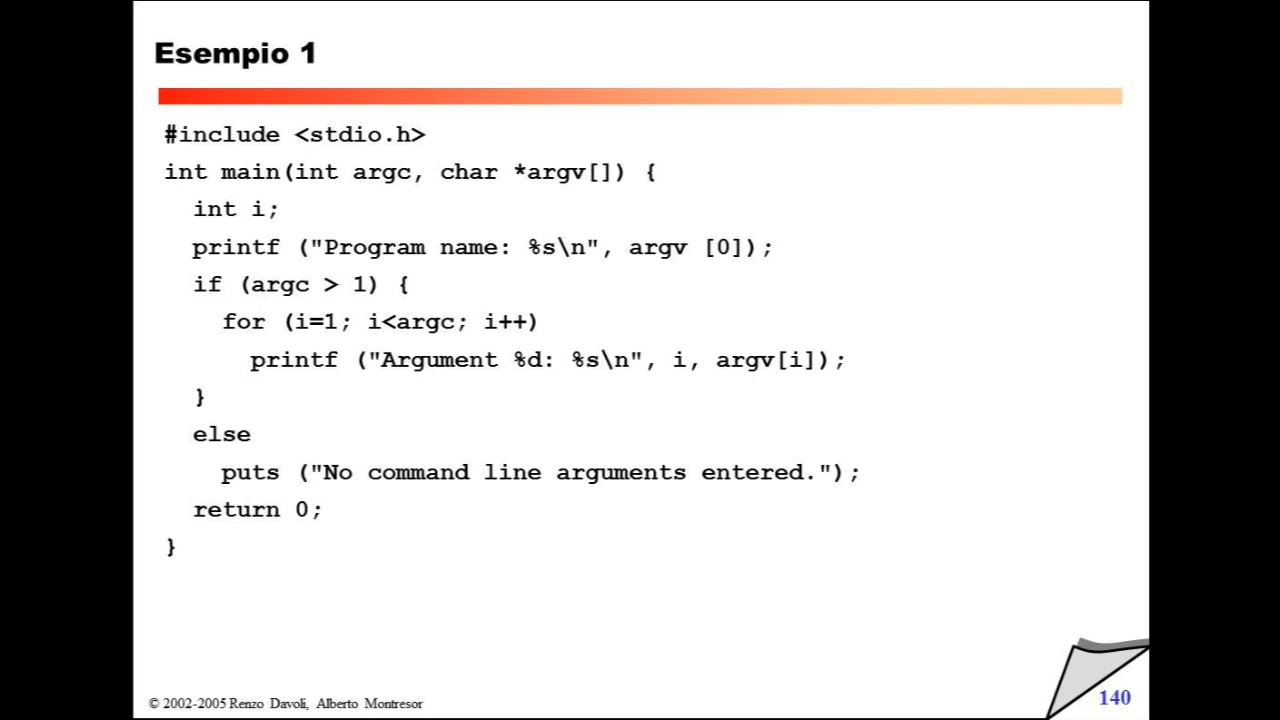 Esempio 1
#include <stdio.h>
int main(int argc, char *argv[]) {
  int i;
  printf ("Program name: %s\n", argv [0]);
  if (argc > 1) {
    for (i=1; i<argc; i++)
      printf ("Argument %d: %s\n", i, argv[i]);
  }
  else
    puts ("No command line arguments entered.");
  return 0;
}
© 2002-2005 Renzo Davoli, Alberto Montresor
140